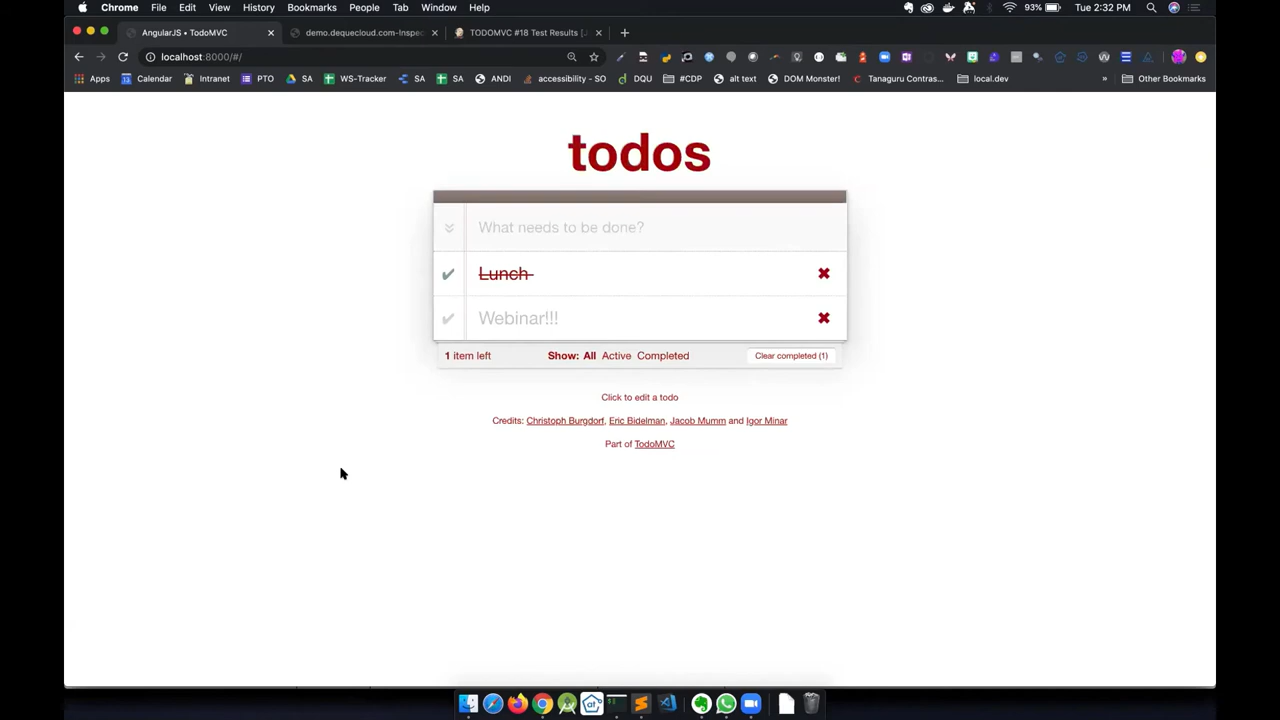 Chrome File Edit View History Bookmarks People Tab Window Help 93% Tue 2:32 PM
AngularJS • TodoMVC demo.dequecloud.com-Inspec TODOMVC #18 Test Results |
localhost:8000/#/
Apps Calendar Intranet PTO SA WS-Tracker SA SA ANDI accessibility - SO DQU #CDP alt text DOM Monster! Tanaguru Contras... local.dev » Other Bookmarks
todos
What needs to be done?
Lunch
Webinar!!!
1 item left Show: All Active Completed Clear completed (1)
Click to edit a todo
Credits: Christoph Burgdorf, Eric Bidelman, Jacob Mumm and Igor Minar
Part of TodoMVC